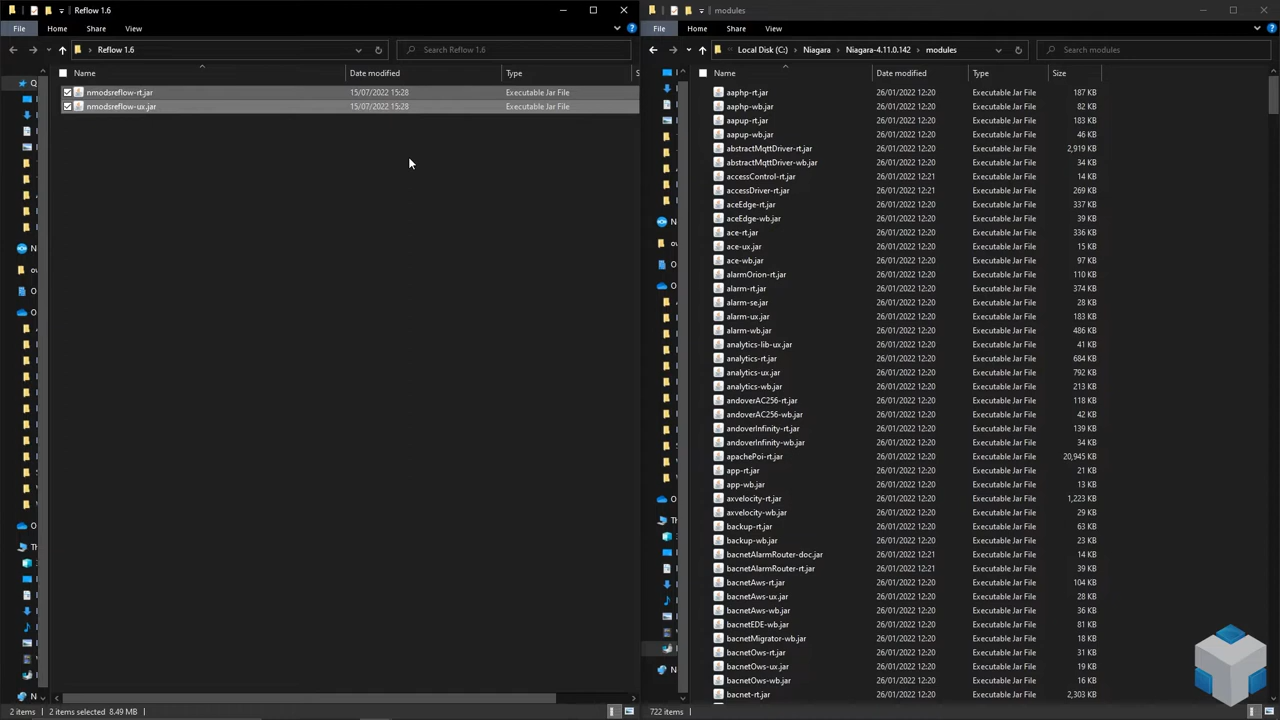 Reflow 1.6
File Home Share View
Reflow 1.6
Search Reflow 1.6
Name Date modified Type
nmodsreflow-rt.jar 15/07/2022 15:28 Executable Jar File
nmodsreflow-ux.jar 15/07/2022 15:28 Executable Jar File
2 items 2 items selected 8.49 MB
modules
File Home Share View
Local Disk (C:) Niagara Niagara-4.11.0.142 modules
Search modules
Name Date modified Type Size
aaphp-rt.jar 26/01/2022 12:20 Executable Jar File 187 KB
aaphp-wb.jar 26/01/2022 12:20 Executable Jar File 82 KB
aapup-rt.jar 26/01/2022 12:20 Executable Jar File 183 KB
aapup-wb.jar 26/01/2022 12:20 Executable Jar File 46 KB
abstractMqttDriver-rt.jar 26/01/2022 12:20 Executable Jar File 2,919 KB
abstractMqttDriver-wb.jar 26/01/2022 12:20 Executable Jar File 34 KB
accessControl-rt.jar 26/01/2022 12:21 Executable Jar File 14 KB
accessDriver-rt.jar 26/01/2022 12:21 Executable Jar File 269 KB
aceEdge-rt.jar 26/01/2022 12:20 Executable Jar File 337 KB
aceEdge-wb.jar 26/01/2022 12:20 Executable Jar File 39 KB
ace-rt.jar 26/01/2022 12:20 Executable Jar File 336 KB
ace-ux.jar 26/01/2022 12:20 Executable Jar File 15 KB
ace-wb.jar 26/01/2022 12:20 Executable Jar File 61 KB
alarmOrion-rt.jar 26/01/2022 12:20 Executable Jar File 110 KB
alarm-rt.jar 26/01/2022 12:20 Executable Jar File 374 KB
alarm-se.jar 26/01/2022 12:20 Executable Jar File 28 KB
alarm-ux.jar 26/01/2022 12:20 Executable Jar File 183 KB
alarm-wb.jar 26/01/2022 12:20 Executable Jar File 486 KB
analytics-lib-ux.jar 26/01/2022 12:20 Executable Jar File 41 KB
analytics-rt.jar 26/01/2022 12:20 Executable Jar File 684 KB
analytics-ux.jar 26/01/2022 12:20 Executable Jar File 792 KB
analytics-wb.jar 26/01/2022 12:20 Executable Jar File 213 KB
andoverAC256-rt.jar 26/01/2022 12:20 Executable Jar File 118 KB
andoverAC256-wb.jar 26/01/2022 12:20 Executable Jar File 42 KB
andoverInfinity-rt.jar 26/01/2022 12:20 Executable Jar File 139 KB
andoverInfinity-wb.jar 26/01/2022 12:20 Executable Jar File 34 KB
apachePoi-rt.jar 26/01/2022 12:20 Executable Jar File 20,945 KB
app-rt.jar 26/01/2022 12:20 Executable Jar File 21 KB
app-wb.jar 26/01/2022 12:20 Executable Jar File 13 KB
axvelocity-rt.jar 26/01/2022 12:20 Executable Jar File 1,223 KB
axvelocity-wb.jar 26/01/2022 12:20 Executable Jar File 29 KB
backup-rt.jar 26/01/2022 12:20 Executable Jar File 63 KB
backup-wb.jar 26/01/2022 12:20 Executable Jar File 23 KB
bacnetAlarmRouter-doc.jar 26/01/2022 12:21 Executable Jar File 14 KB
bacnetAlarmRouter-rt.jar 26/01/2022 12:21 Executable Jar File 39 KB
bacnetAws-rt.jar 26/01/2022 12:20 Executable Jar File 104 KB
bacnetAws-ux.jar 26/01/2022 12:20 Executable Jar File 28 KB
bacnetAws-wb.jar 26/01/2022 12:20 Executable Jar File 36 KB
bacnetEDE-wb.jar 26/01/2022 12:20 Executable Jar File 81 KB
bacnetMigrator-wb.jar 26/01/2022 12:20 Executable Jar File 18 KB
bacnetOws-rt.jar 26/01/2022 12:20 Executable Jar File 31 KB
bacnetOws-ux.jar 26/01/2022 12:20 Executable Jar File 19 KB
bacnetOws-wb.jar 26/01/2022 12:20 Executable Jar File 16 KB
bacnet-rt.jar 26/01/2022 12:20 Executable Jar File 2,303 KB
722 items